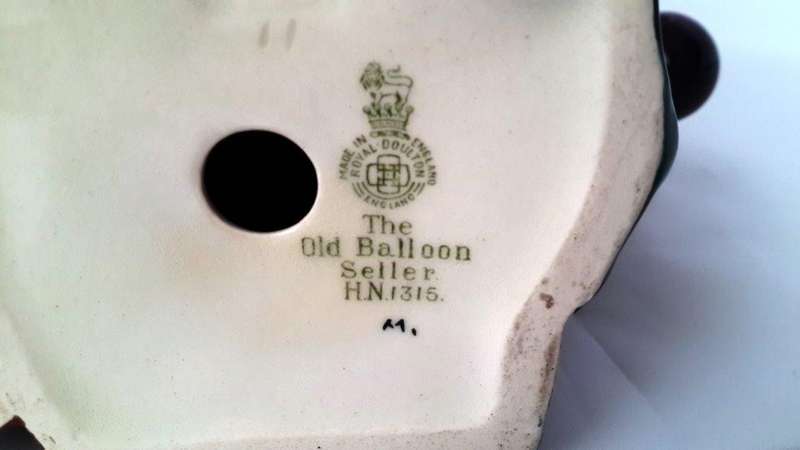 MADE IN ENGLAND
ROYAL·DOULTON
ENGLAND
The
Old Balloon
Seller.
H.N.1315.
M.